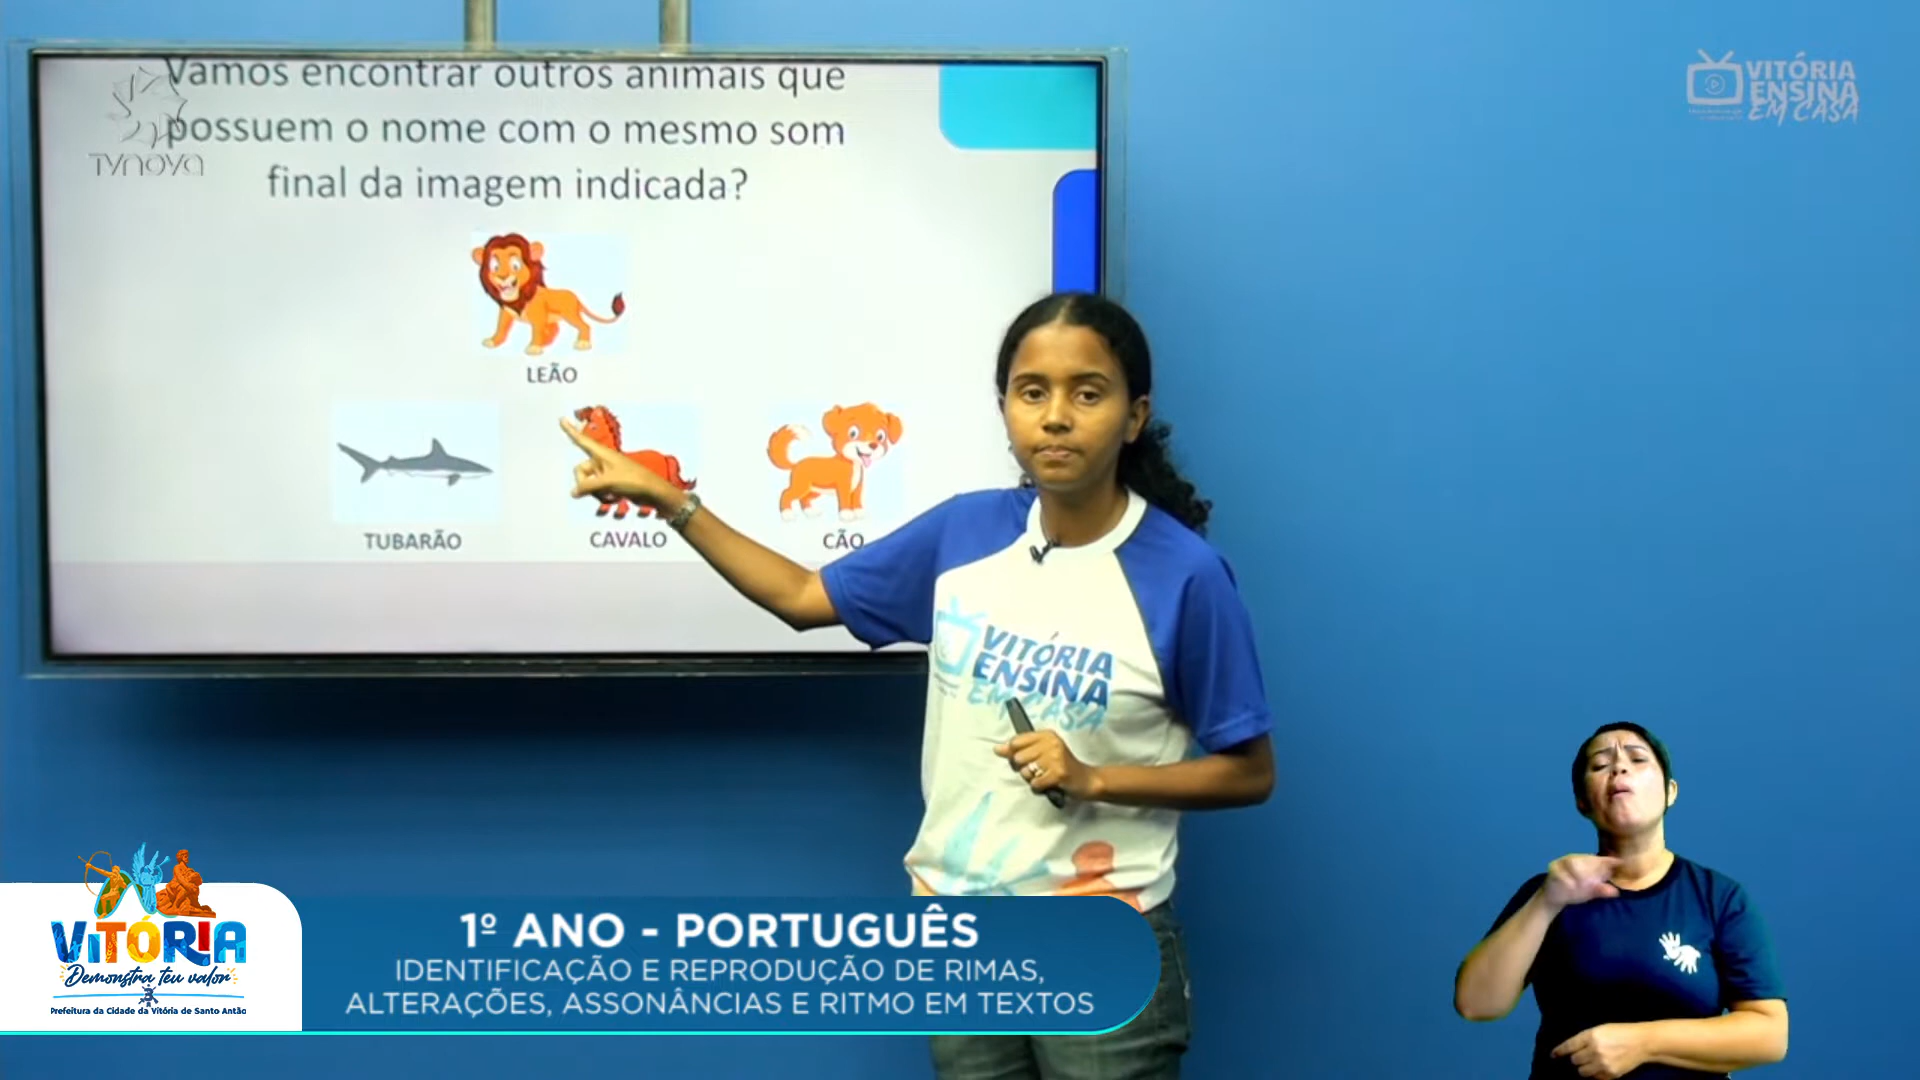 Vamos encontrar outros animais que
possuem o nome com o mesmo som
final da imagem indicada?
TVNOVA
VITÓRIA
ENSINA
EM CASA
LEÃO
TUBARÃO
CAVALO
CÃO
VITÓRIA
ENSINA
EM CASA
VITÓRIA
Demonstra teu valor
Prefeitura da Cidade da Vitória de Santo Antão
1º ANO - PORTUGUÊS
IDENTIFICAÇÃO E REPRODUÇÃO DE RIMAS,
ALTERAÇÕES, ASSONÂNCIAS E RITMO EM TEXTOS